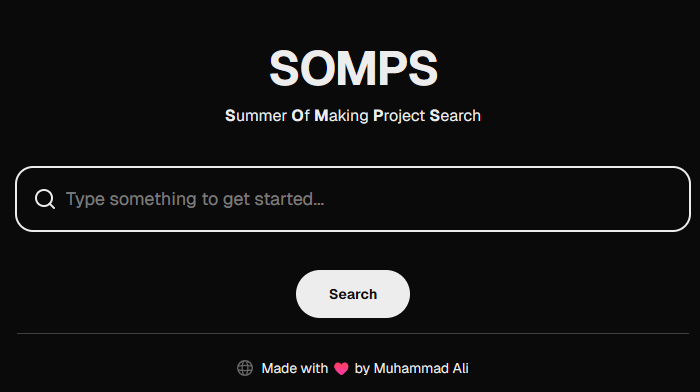 SOMPS
Summer Of Making Project Search
Type something to get started...
Search
Made with ❤ by Muhammad Ali